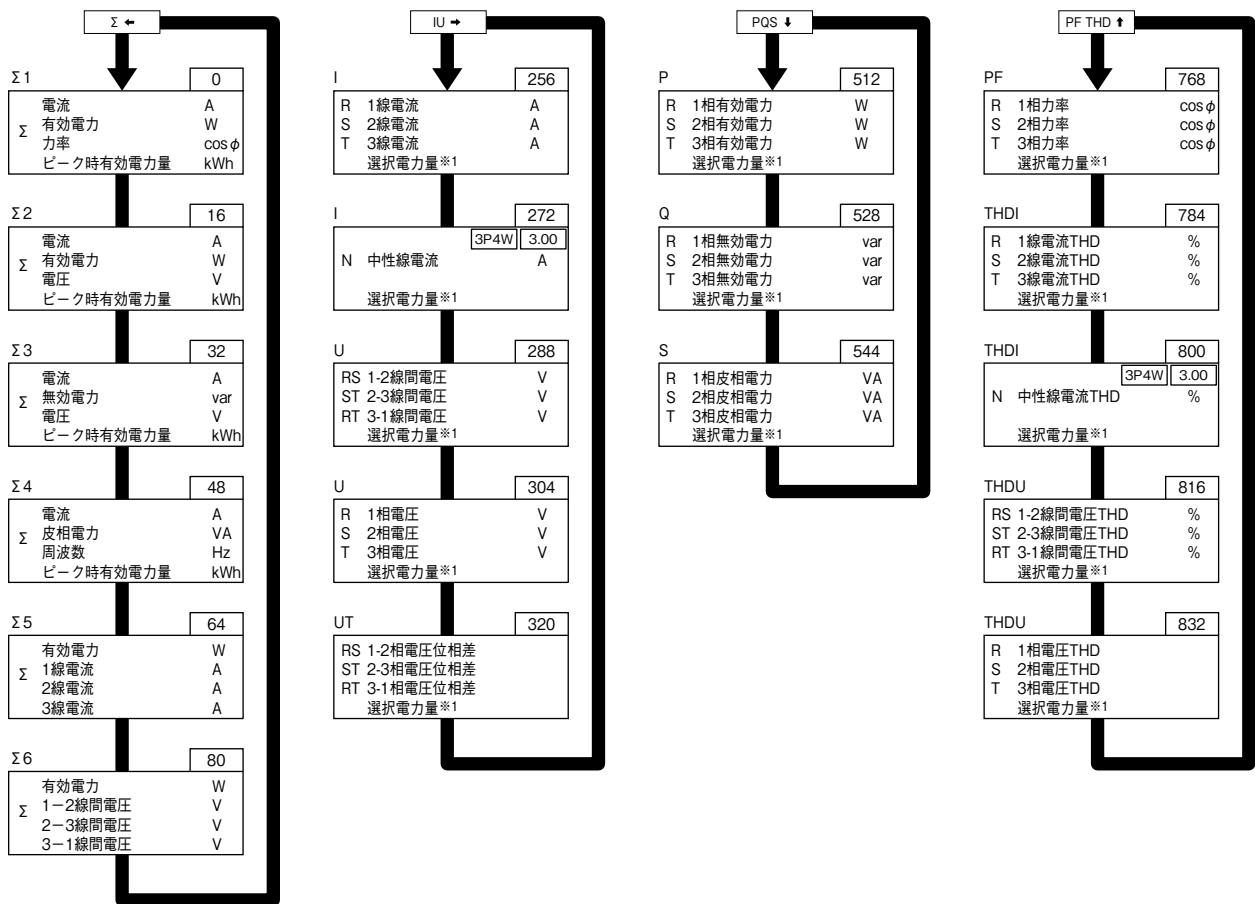 Σ ←
Σ1 0
電流 A
Σ 有効電力 W
力率 cosφ
ピーク時有効電力量 kWh
Σ2 16
電流 A
Σ 有効電力 W
電圧 V
ピーク時有効電力量 kWh
Σ3 32
電流 A
Σ 無効電力 var
電圧 V
ピーク時有効電力量 kWh
Σ4 48
電流 A
Σ 皮相電力 VA
周波数 Hz
ピーク時有効電力量 kWh
Σ5 64
有効電力 W
Σ 1線電流 A
2線電流 A
3線電流 A
Σ6 80
有効電力 W
Σ 1−2線間電圧 V
2−3線間電圧 V
3−1線間電圧 V
IU →
I 256
R 1線電流 A
S 2線電流 A
T 3線電流 A
選択電力量※1
I 272
3P4W 3.00
N 中性線電流 A
選択電力量※1
U 288
RS 1-2線間電圧 V
ST 2-3線間電圧 V
RT 3-1線間電圧 V
選択電力量※1
U 304
R 1相電圧 V
S 2相電圧 V
T 3相電圧 V
選択電力量※1
UT 320
RS 1-2相電圧位相差
ST 2-3相電圧位相差
RT 3-1相電圧位相差
選択電力量※1
PQS ↓
P 512
R 1相有効電力 W
S 2相有効電力 W
T 3相有効電力 W
選択電力量※1
Q 528
R 1相無効電力 var
S 2相無効電力 var
T 3相無効電力 var
選択電力量※1
S 544
R 1相皮相電力 VA
S 2相皮相電力 VA
T 3相皮相電力 VA
選択電力量※1
PF THD ↑
PF 768
R 1相力率 cosφ
S 2相力率 cosφ
T 3相力率 cosφ
選択電力量※1
THDI 784
R 1線電流THD %
S 2線電流THD %
T 3線電流THD %
選択電力量※1
THDI 800
3P4W 3.00
N 中性線電流THD %
選択電力量※1
THDU 816
RS 1-2線間電圧THD %
ST 2-3線間電圧THD %
RT 3-1線間電圧THD %
選択電力量※1
THDU 832
R 1相電圧THD
S 2相電圧THD
T 3相電圧THD
選択電力量※1